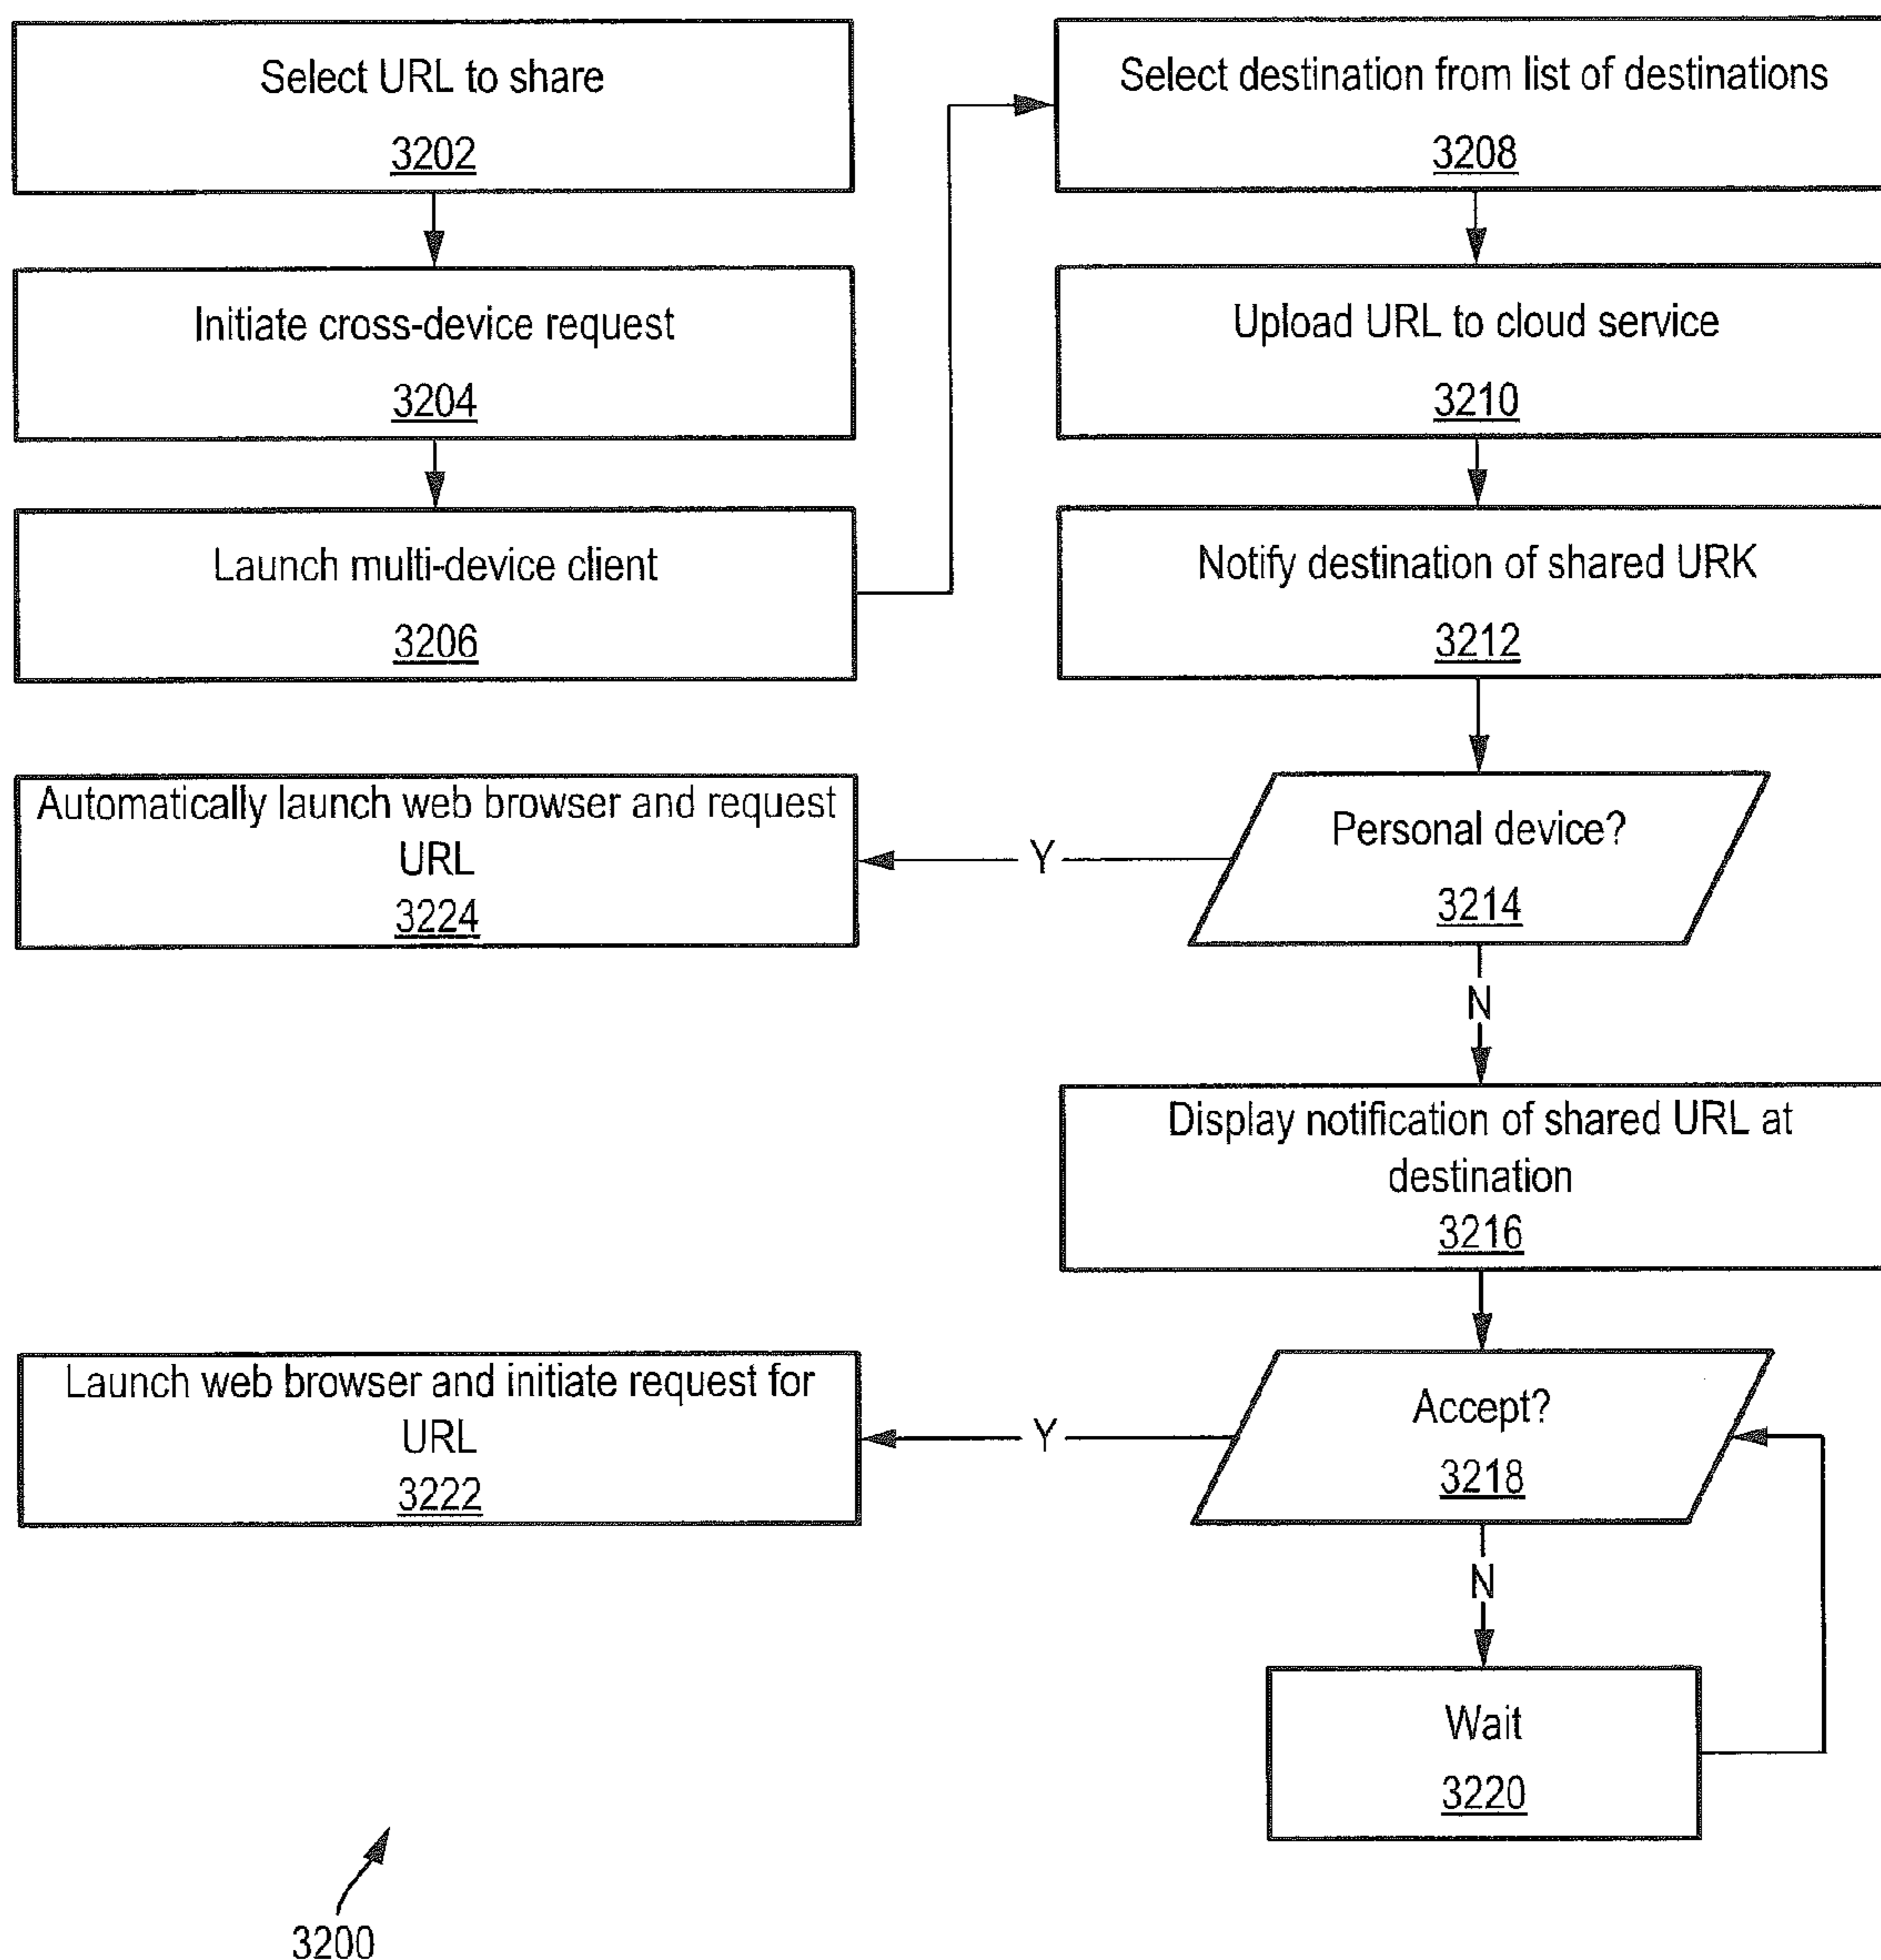 Select URL to share
3202
Initiate cross-device request
3204
Launch multi-device client
3206
Select destination from list of destinations
3208
Upload URL to cloud service
3210
Notify destination of shared URK
3212
Personal device?
3214
Y
Automatically launch web browser and request
URL
3224
N
Display notification of shared URL at
destination
3216
Accept?
3218
Y
Launch web browser and initiate request for
URL
3222
N
Wait
3220
3200